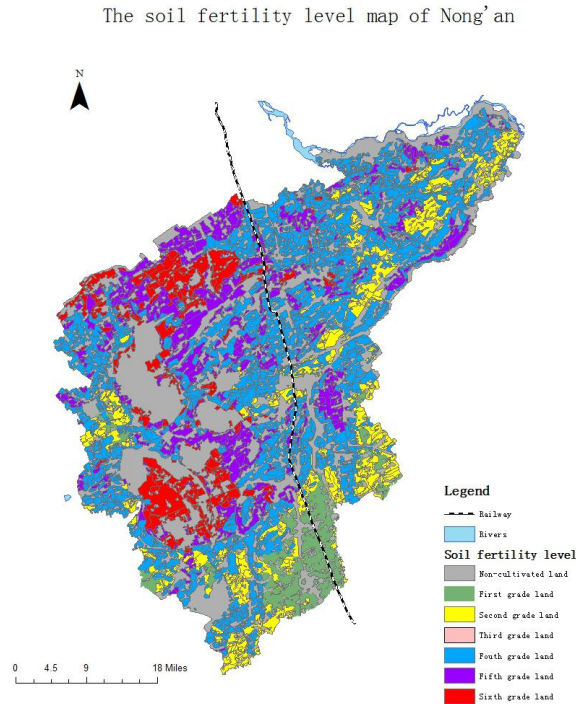 The soil fertility level map of Nong'an
N
Legend
Railway
Rivers
Soil fertility level
Non-cultivated land
First grade land
Second grade land
Third grade land
Fouth grade land
Fifth grade land
Sixth grade land
0 4.5 9 18 Miles